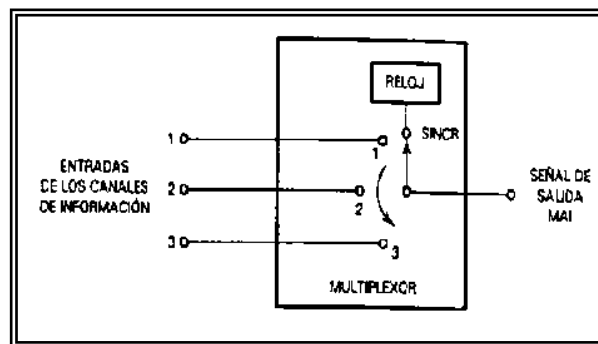 RELOJ
SINCR
1
1
ENTRADAS
DE LOS CANALES
DE INFORMACIÓN
2
2
3
3
SEÑAL DE
SALIDA
MAI
MULTIPLEXOR